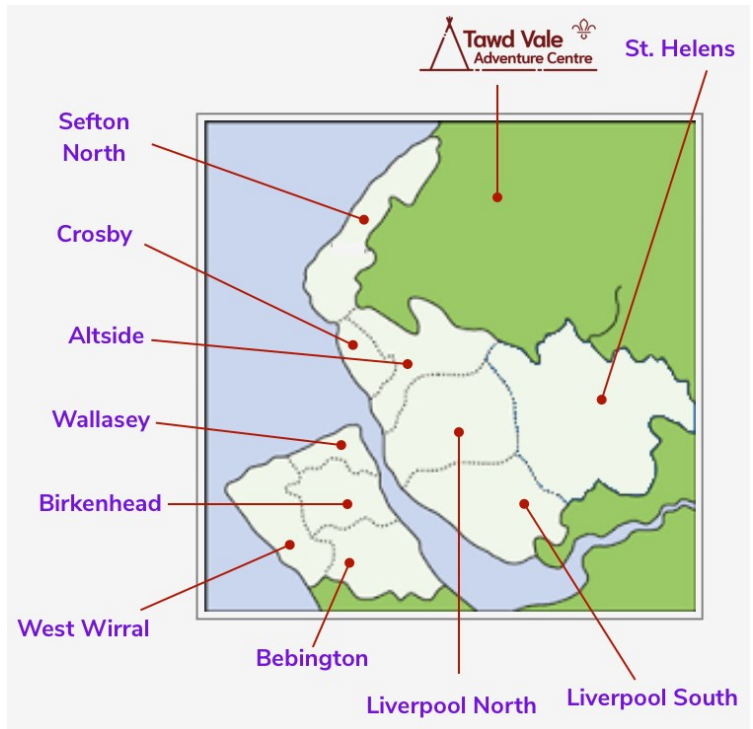 Tawd Vale
Adventure Centre
St. Helens
Sefton
North
Crosby
Altside
Wallasey
Birkenhead
West Wirral
Bebington
Liverpool North
Liverpool South